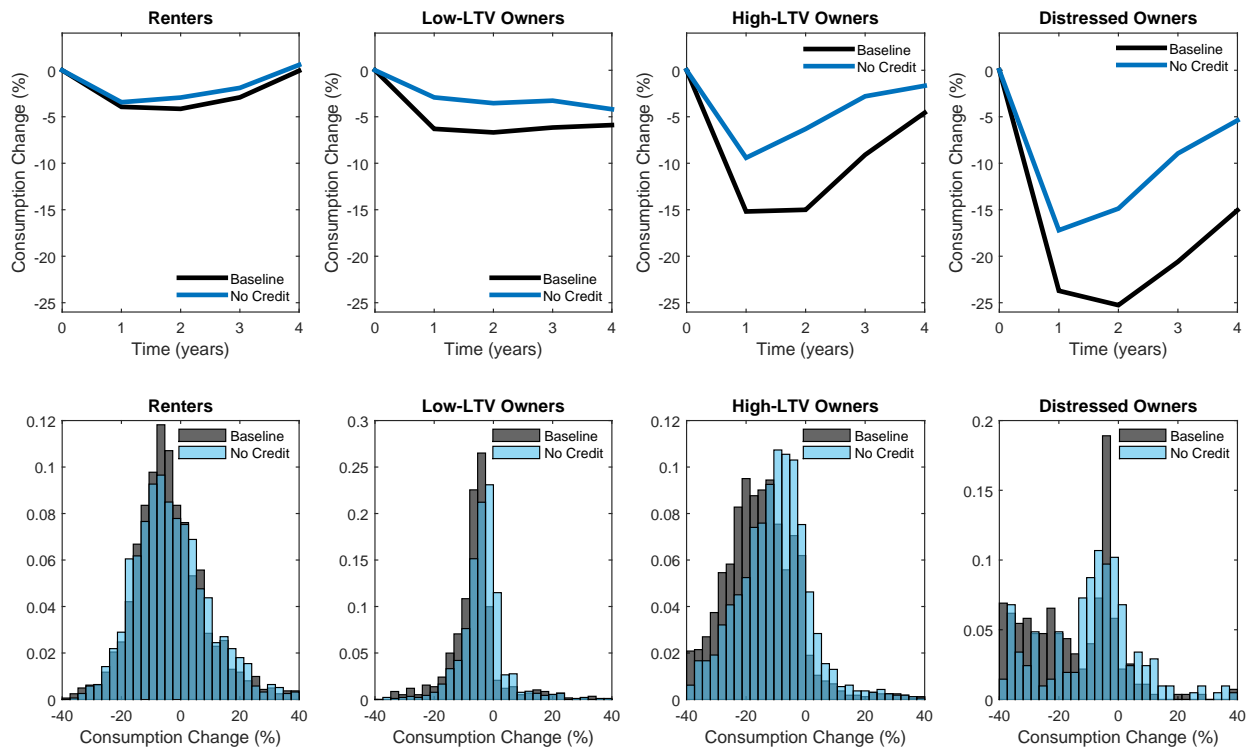 Renters
Consumption Change (%)
0
-5
-10
-15
-20
-25
Baseline
No Credit
0 1 2 3 4
Time (years)
Low-LTV Owners
Consumption Change (%)
0
-5
-10
-15
-20
-25
Baseline
No Credit
0 1 2 3 4
Time (years)
High-LTV Owners
Consumption Change (%)
Baseline
No Credit
0
-5
-10
-15
-20
-25
0 1 2 3 4
Time (years)
Distressed Owners
Consumption Change (%)
Baseline
No Credit
0
-5
-10
-15
-20
-25
0 1 2 3 4
Time (years)
Renters
Baseline
No Credit
0.12
0.1
0.08
0.06
0.04
0.02
0
-40 -20 0 20 40
Consumption Change (%)
Low-LTV Owners
Baseline
No Credit
0.3
0.25
0.2
0.15
0.1
0.05
0
-40 -20 0 20 40
Consumption Change (%)
High-LTV Owners
Baseline
No Credit
0.12
0.1
0.08
0.06
0.04
0.02
0
-40 -20 0 20 40
Consumption Change (%)
Distressed Owners
Baseline
No Credit
0.2
0.15
0.1
0.05
0
-40 -20 0 20 40
Consumption Change (%)